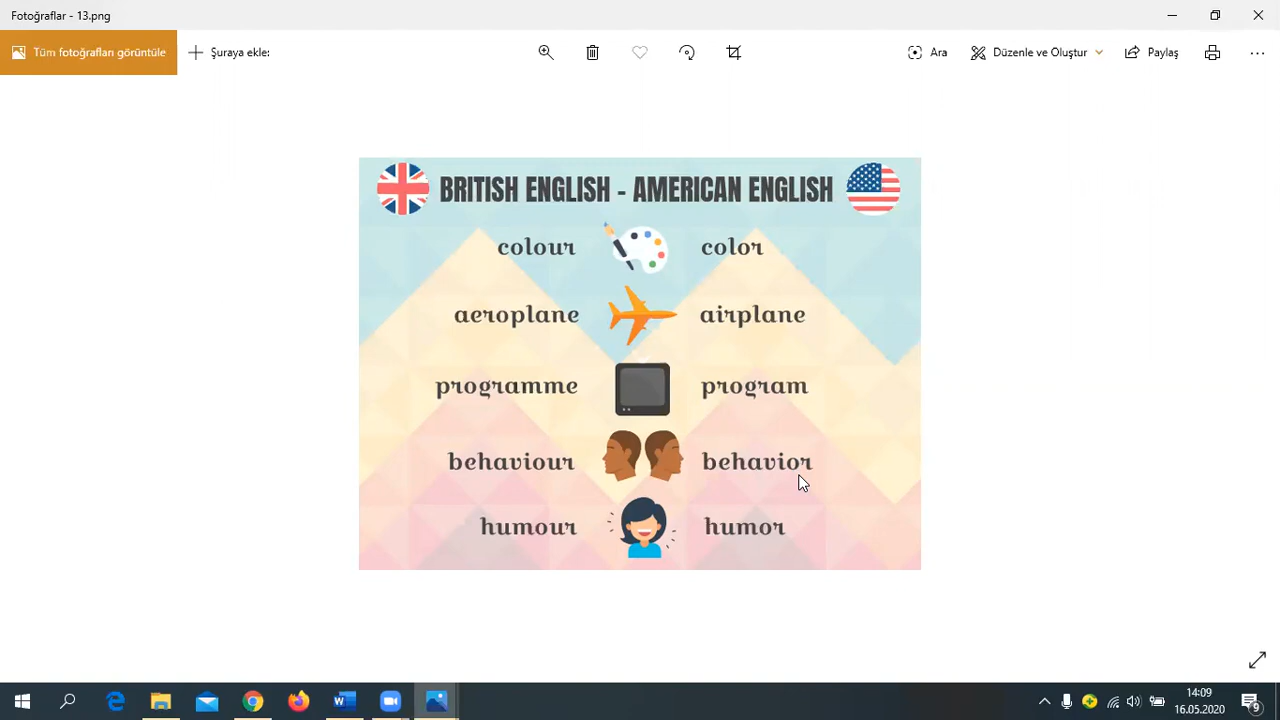 Fotoğraflar - 13.png
Tüm fotoğrafları görüntüle
Şuraya ekle:
Ara
Düzenle ve Oluştur
Paylaş
BRITISH ENGLISH - AMERICAN ENGLISH
colour color
aeroplane airplane
programme program
behaviour behavior
humour humor
14:09
16.05.2020
9